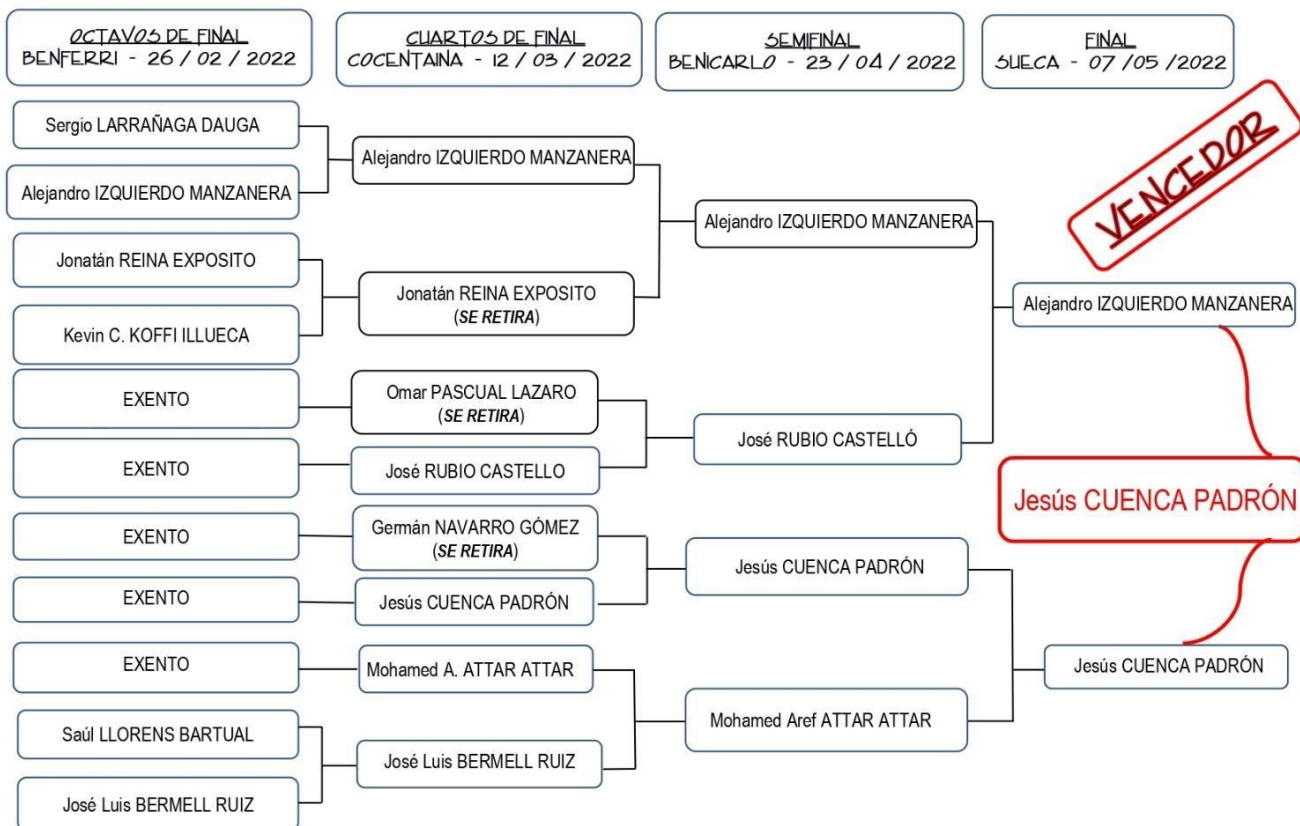 OCTAVOS DE FINAL
BENFERRI - 26 / 02 / 2022
CUARTOS DE FINAL
COCENTAINA - 12 / 03 / 2022
SEMIFINAL
BENICARLO - 23 / 04 / 2022
FINAL
SUECA - 07 /05 /2022
Sergio LARRAÑAGA DAUGA
Alejandro IZQUIERDO MANZANERA
Jonatán REINA EXPOSITO
Kevin C. KOFFI ILLUECA
EXENTO
EXENTO
EXENTO
EXENTO
EXENTO
Saúl LLORENS BARTUAL
José Luis BERMELL RUIZ
Alejandro IZQUIERDO MANZANERA
Jonatán REINA EXPOSITO
(SE RETIRA)
Omar PASCUAL LAZARO
(SE RETIRA)
José RUBIO CASTELLO
Germán NAVARRO GÓMEZ
(SE RETIRA)
Jesús CUENCA PADRÓN
Mohamed A. ATTAR ATTAR
José Luis BERMELL RUIZ
Alejandro IZQUIERDO MANZANERA
José RUBIO CASTELLÓ
Jesús CUENCA PADRÓN
Mohamed Aref ATTAR ATTAR
VENCEDOR
Alejandro IZQUIERDO MANZANERA
Jesús CUENCA PADRÓN
Jesús CUENCA PADRÓN